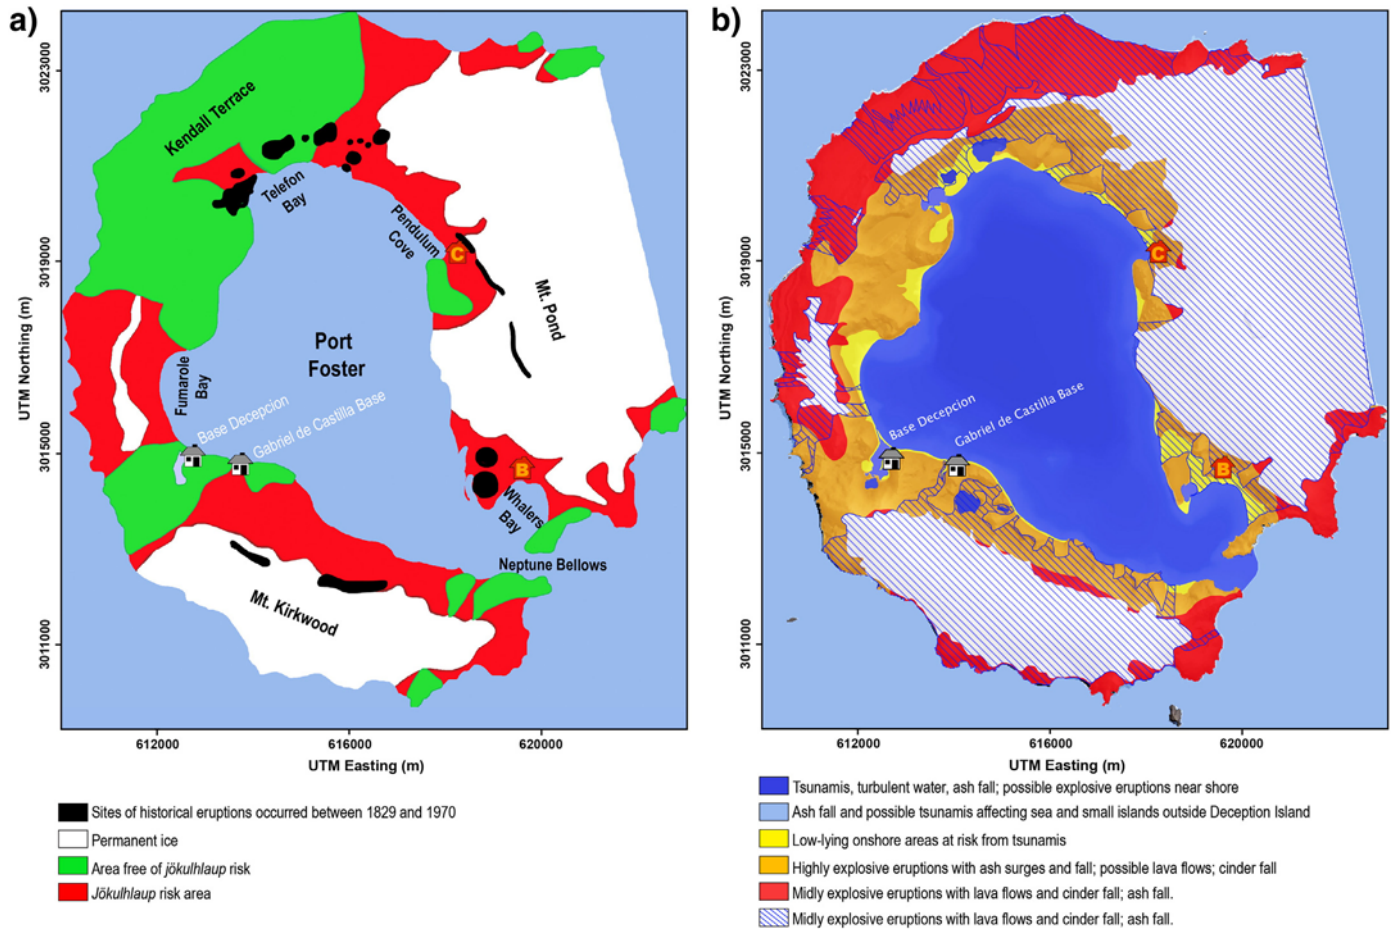 a)
3023000
3019000
3015000
3011000
UTM Northing (m)
Kendall Terrace
Telefon
Bay
Pendulum
Cove
C
Mt. Pond
Port
Foster
Fumarole
Bay
Base Decepcion
Gabriel de Castilla Base
B
Whalers
Bay
Neptune Bellows
Mt. Kirkwood
612000
616000
620000
UTM Easting (m)
Sites of historical eruptions occurred between 1829 and 1970
Permanent ice
Area free of jökulhlaup risk
Jökulhlaup risk area
b)
3023000
3019000
3015000
3011000
UTM Northing (m)
C
Base Decepcion
Gabriel de Castilla Base
B
612000
616000
620000
UTM Easting (m)
Tsunamis, turbulent water, ash fall; possible explosive eruptions near shore
Ash fall and possible tsunamis affecting sea and small islands outside Deception Island
Low-lying onshore areas at risk from tsunamis
Highly explosive eruptions with ash surges and fall; possible lava flows; cinder fall
Midly explosive eruptions with lava flows and cinder fall; ash fall.
Midly explosive eruptions with lava flows and cinder fall; ash fall.